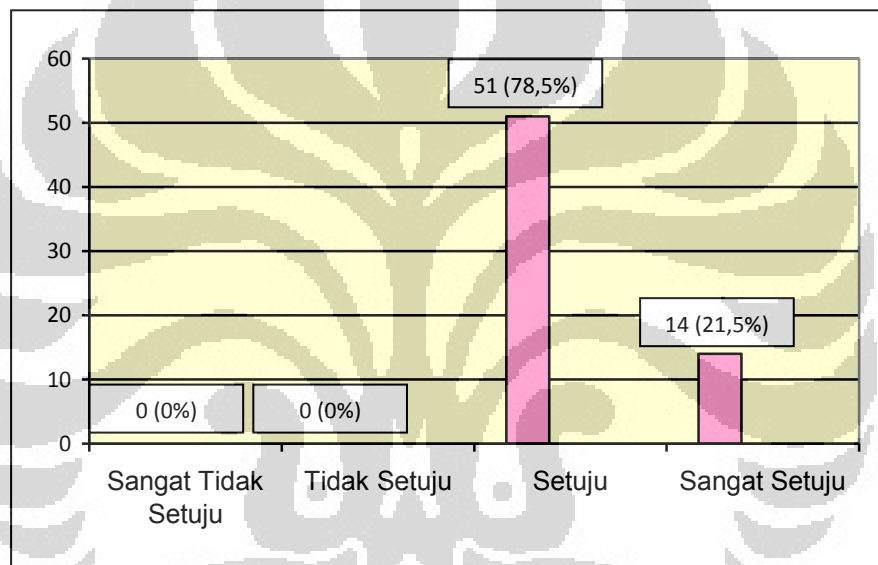 60
51 (78,5%)
50
40
30
20
14 (21,5%)
10
0 (0%)
0 (0%)
0
Sangat Tidak
Setuju
Tidak Setuju
Setuju
Sangat Setuju